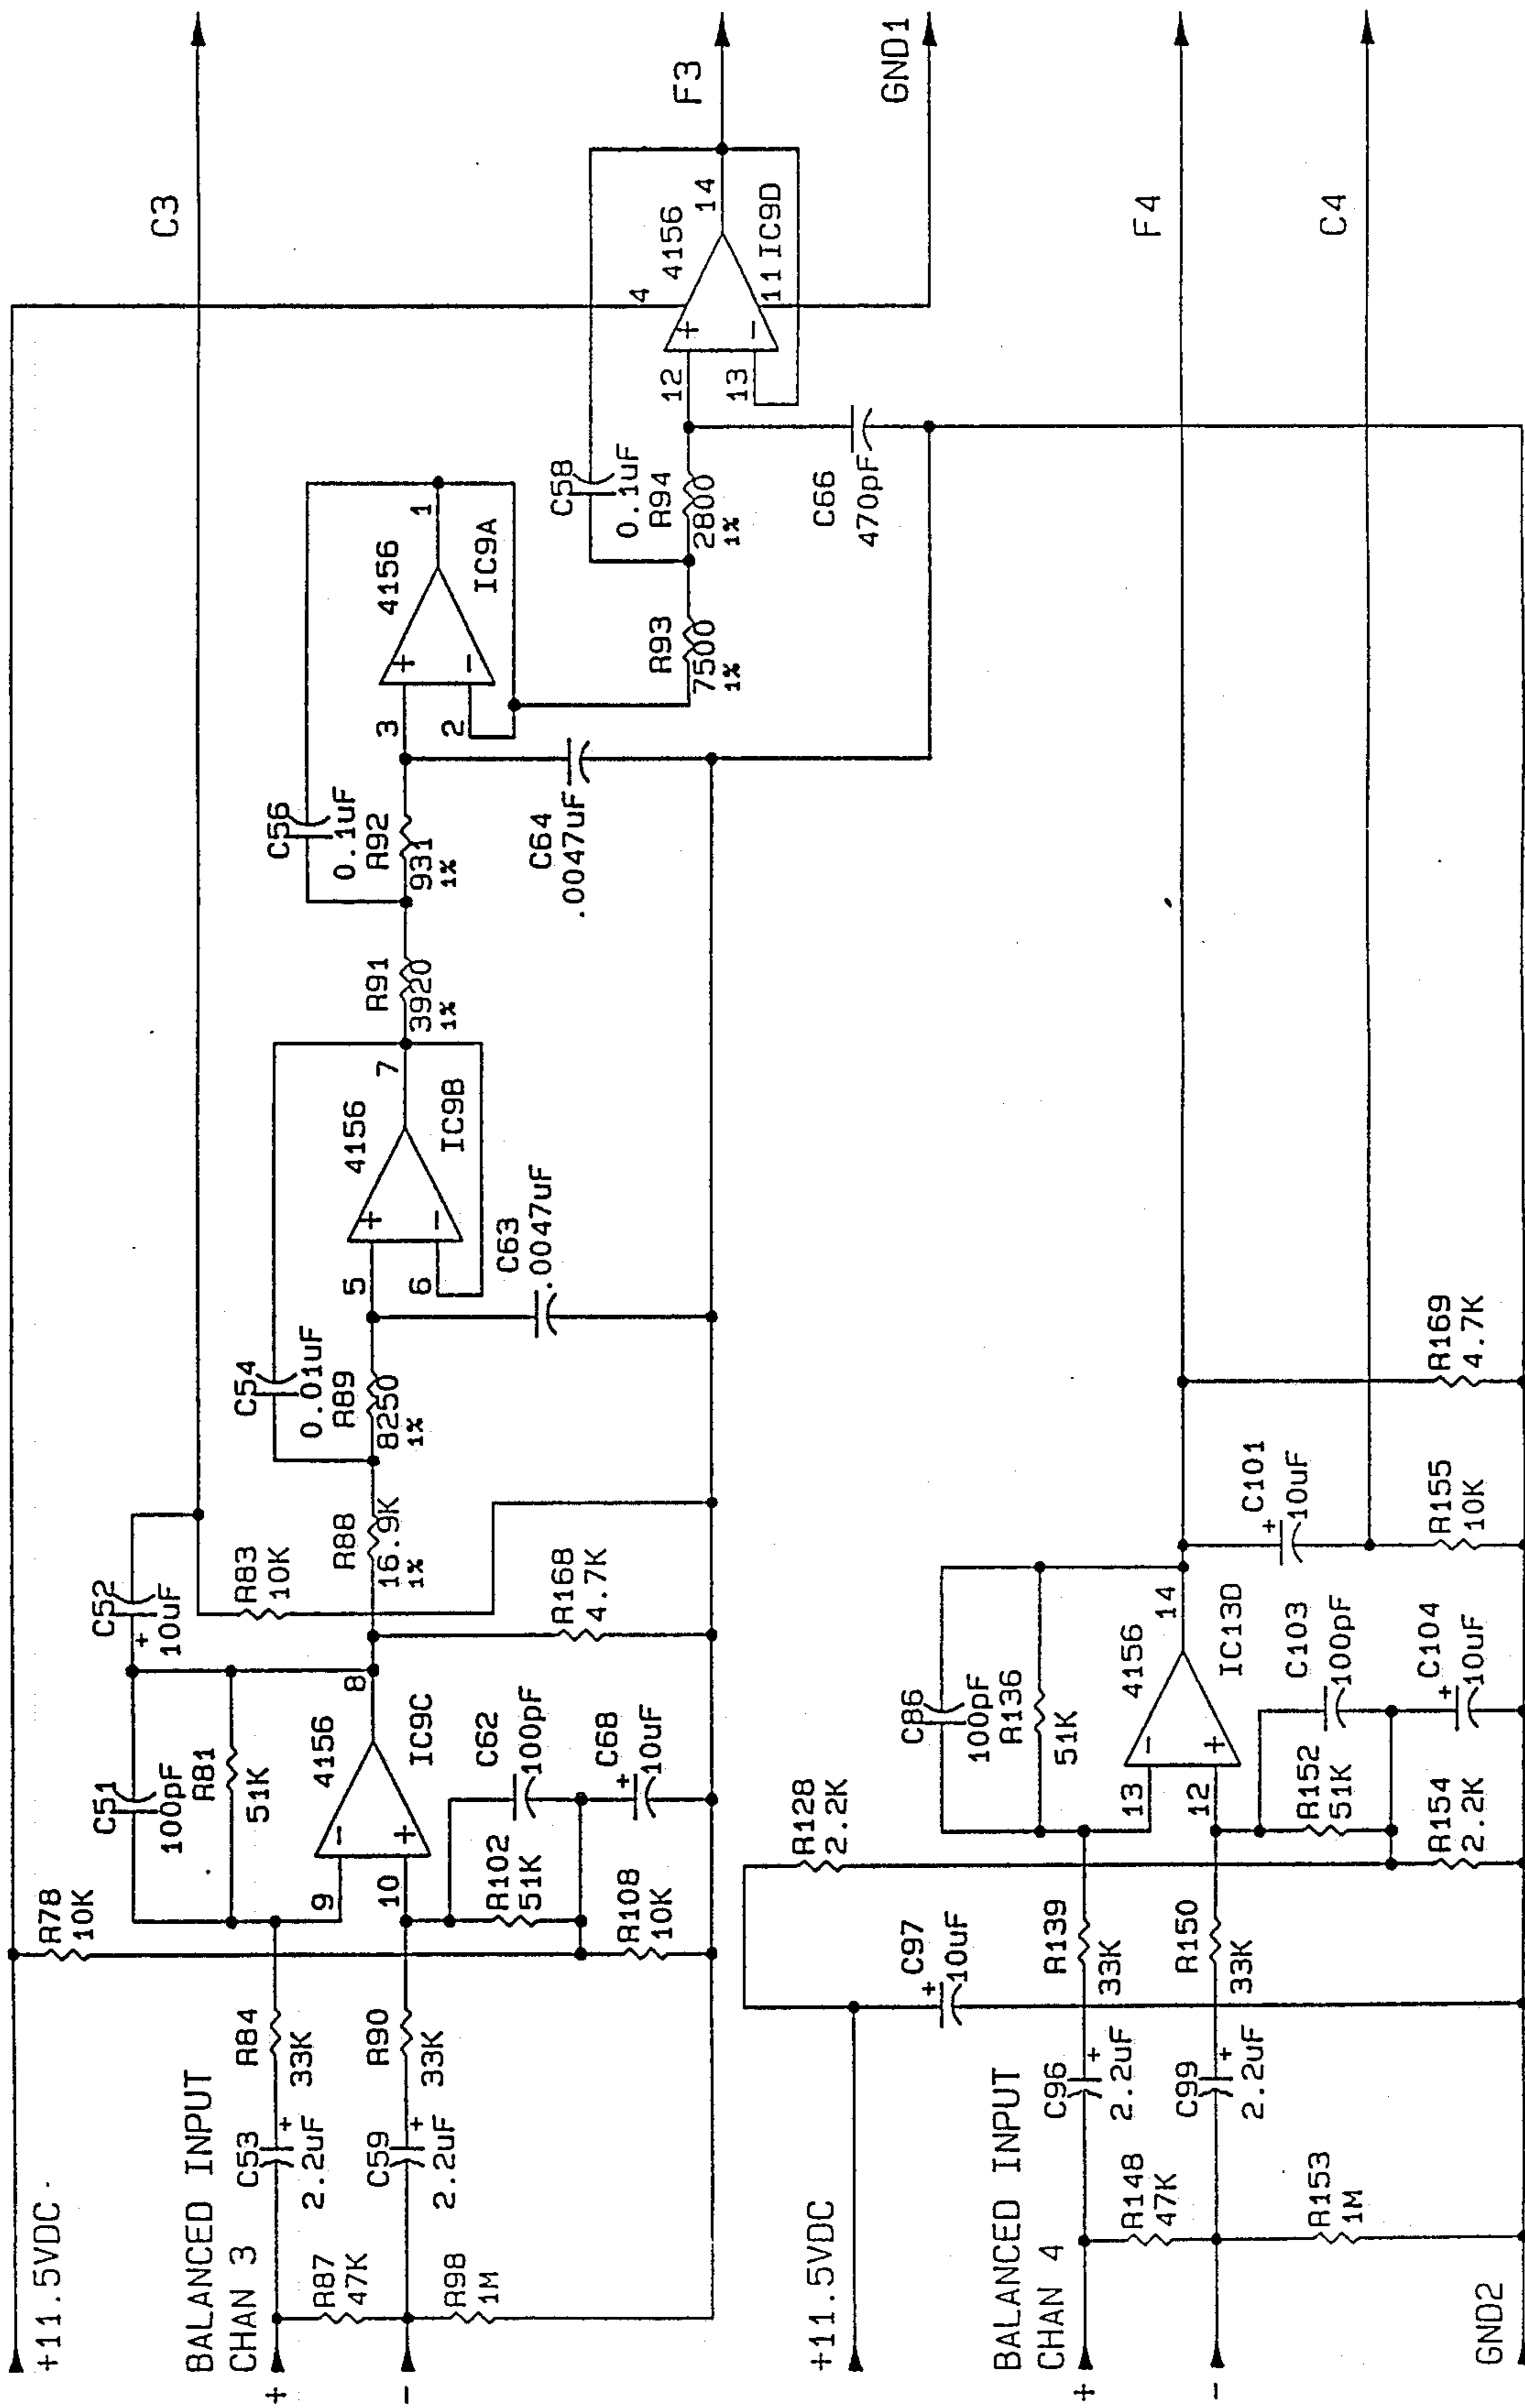 +11.5VDC
BALANCED INPUT
CHAN 3
+
-
R87
47K
R98
1M
C53
+
2.2uF
C59
+
2.2uF
R84
33K
R90
33K
R78
10K
C51
100pF
R81
51K
9
-
10
+
8
4156
IC9C
R102
51K
R108
10K
C62
100pF
C68
+
10uF
C52
+
10uF
R83
10K
R88
16.9K
1%
R168
4.7K
C54
0.01uF
R89
8250
1%
5
+
6
-
7
4156
IC9B
C63
.0047uF
R91
3920
1%
C56
0.1uF
R92
931
1%
C64
.0047uF
3
+
2
-
1
4156
IC9A
R93
7500
1%
C58
0.1uF
R94
2800
1%
C66
470pF
12
+
13
-
4
4156
14
11
IC9D
C3
F3
GND1
+11.5VDC
BALANCED INPUT
CHAN 4
+
-
GND2
R148
47K
R153
1M
C96
+
2.2uF
C99
+
2.2uF
C97
+
10uF
R139
33K
R150
33K
R128
2.2K
C86
100pF
R136
51K
13
-
12
+
14
4156
IC13D
R152
51K
R154
2.2K
C103
100pF
C104
+
10uF
C101
+
10uF
R155
10K
R169
4.7K
F4
C4